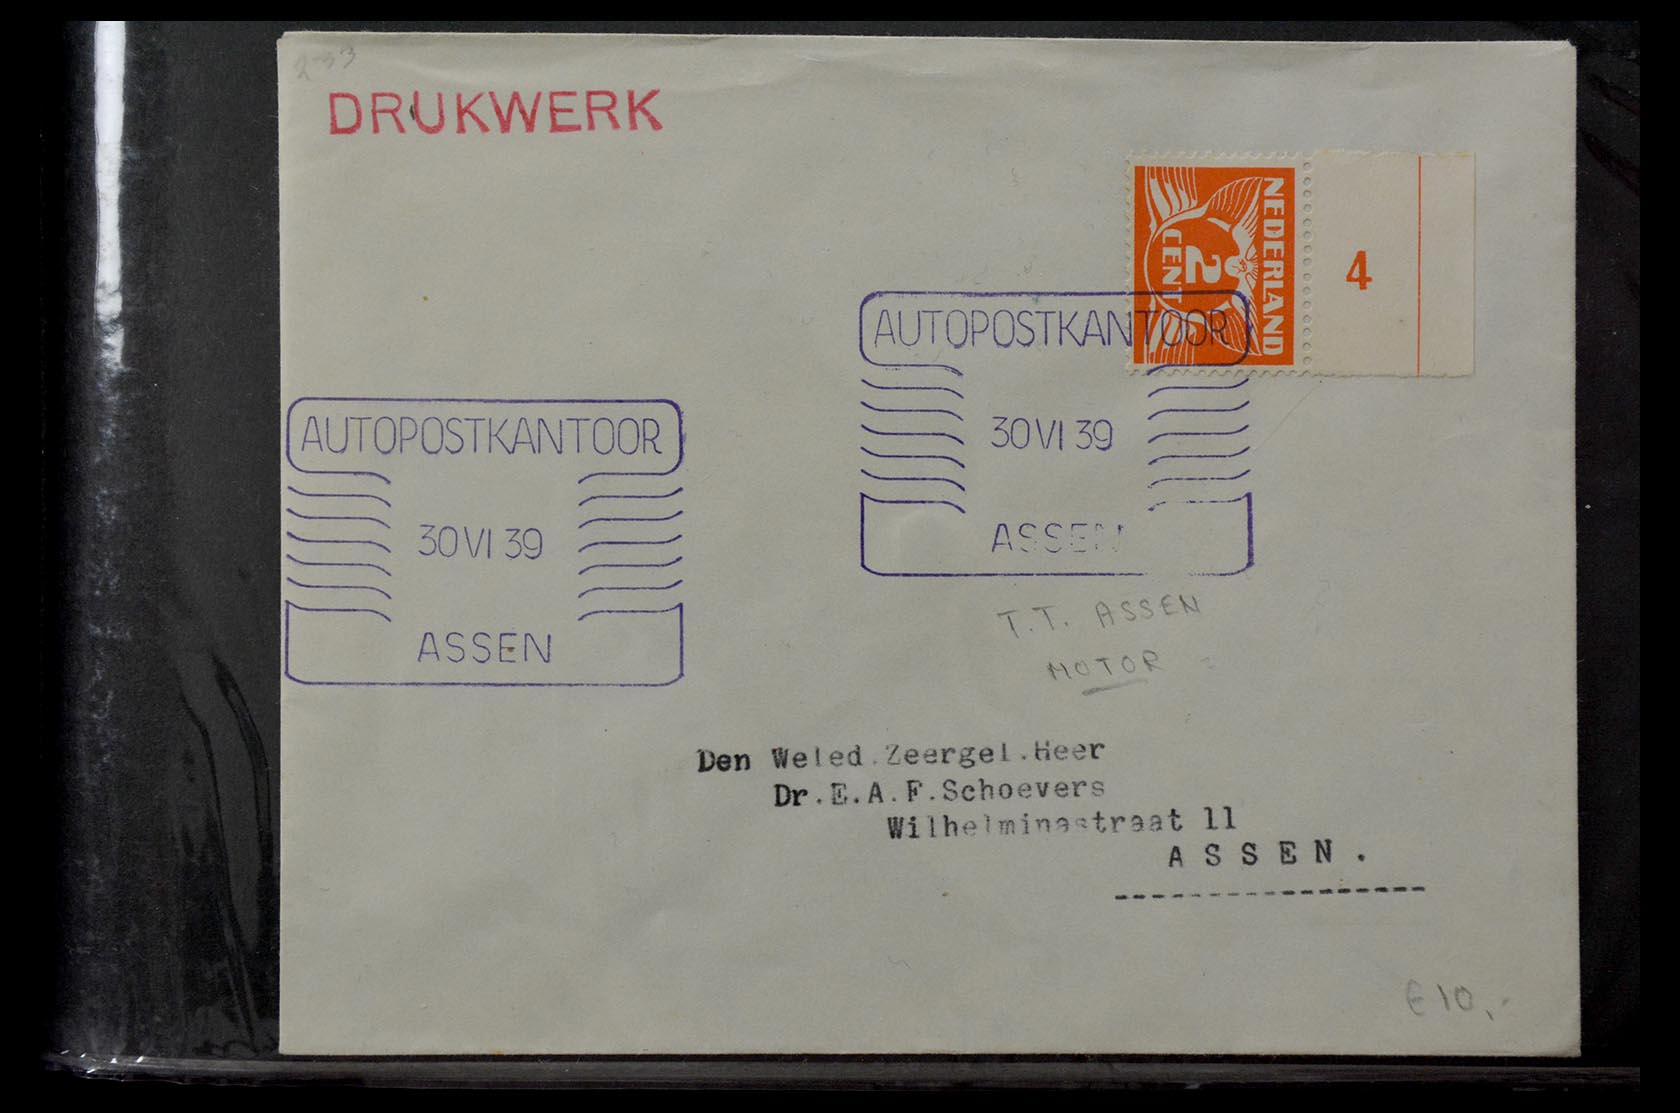 DRUKWERK
NEDERLAND
2
CENT
4
AUTOPOSTKANTOOR
30 VI 39
ASSEN
AUTOPOSTKANTOOR
30 VI 39
ASSEN
T.T. ASSEN
MOTOR
Den Weled.Zeergel.Heer
Dr.E.A.F.Schoevers
Wilhelminastraat 11
ASSEN.
€10,-